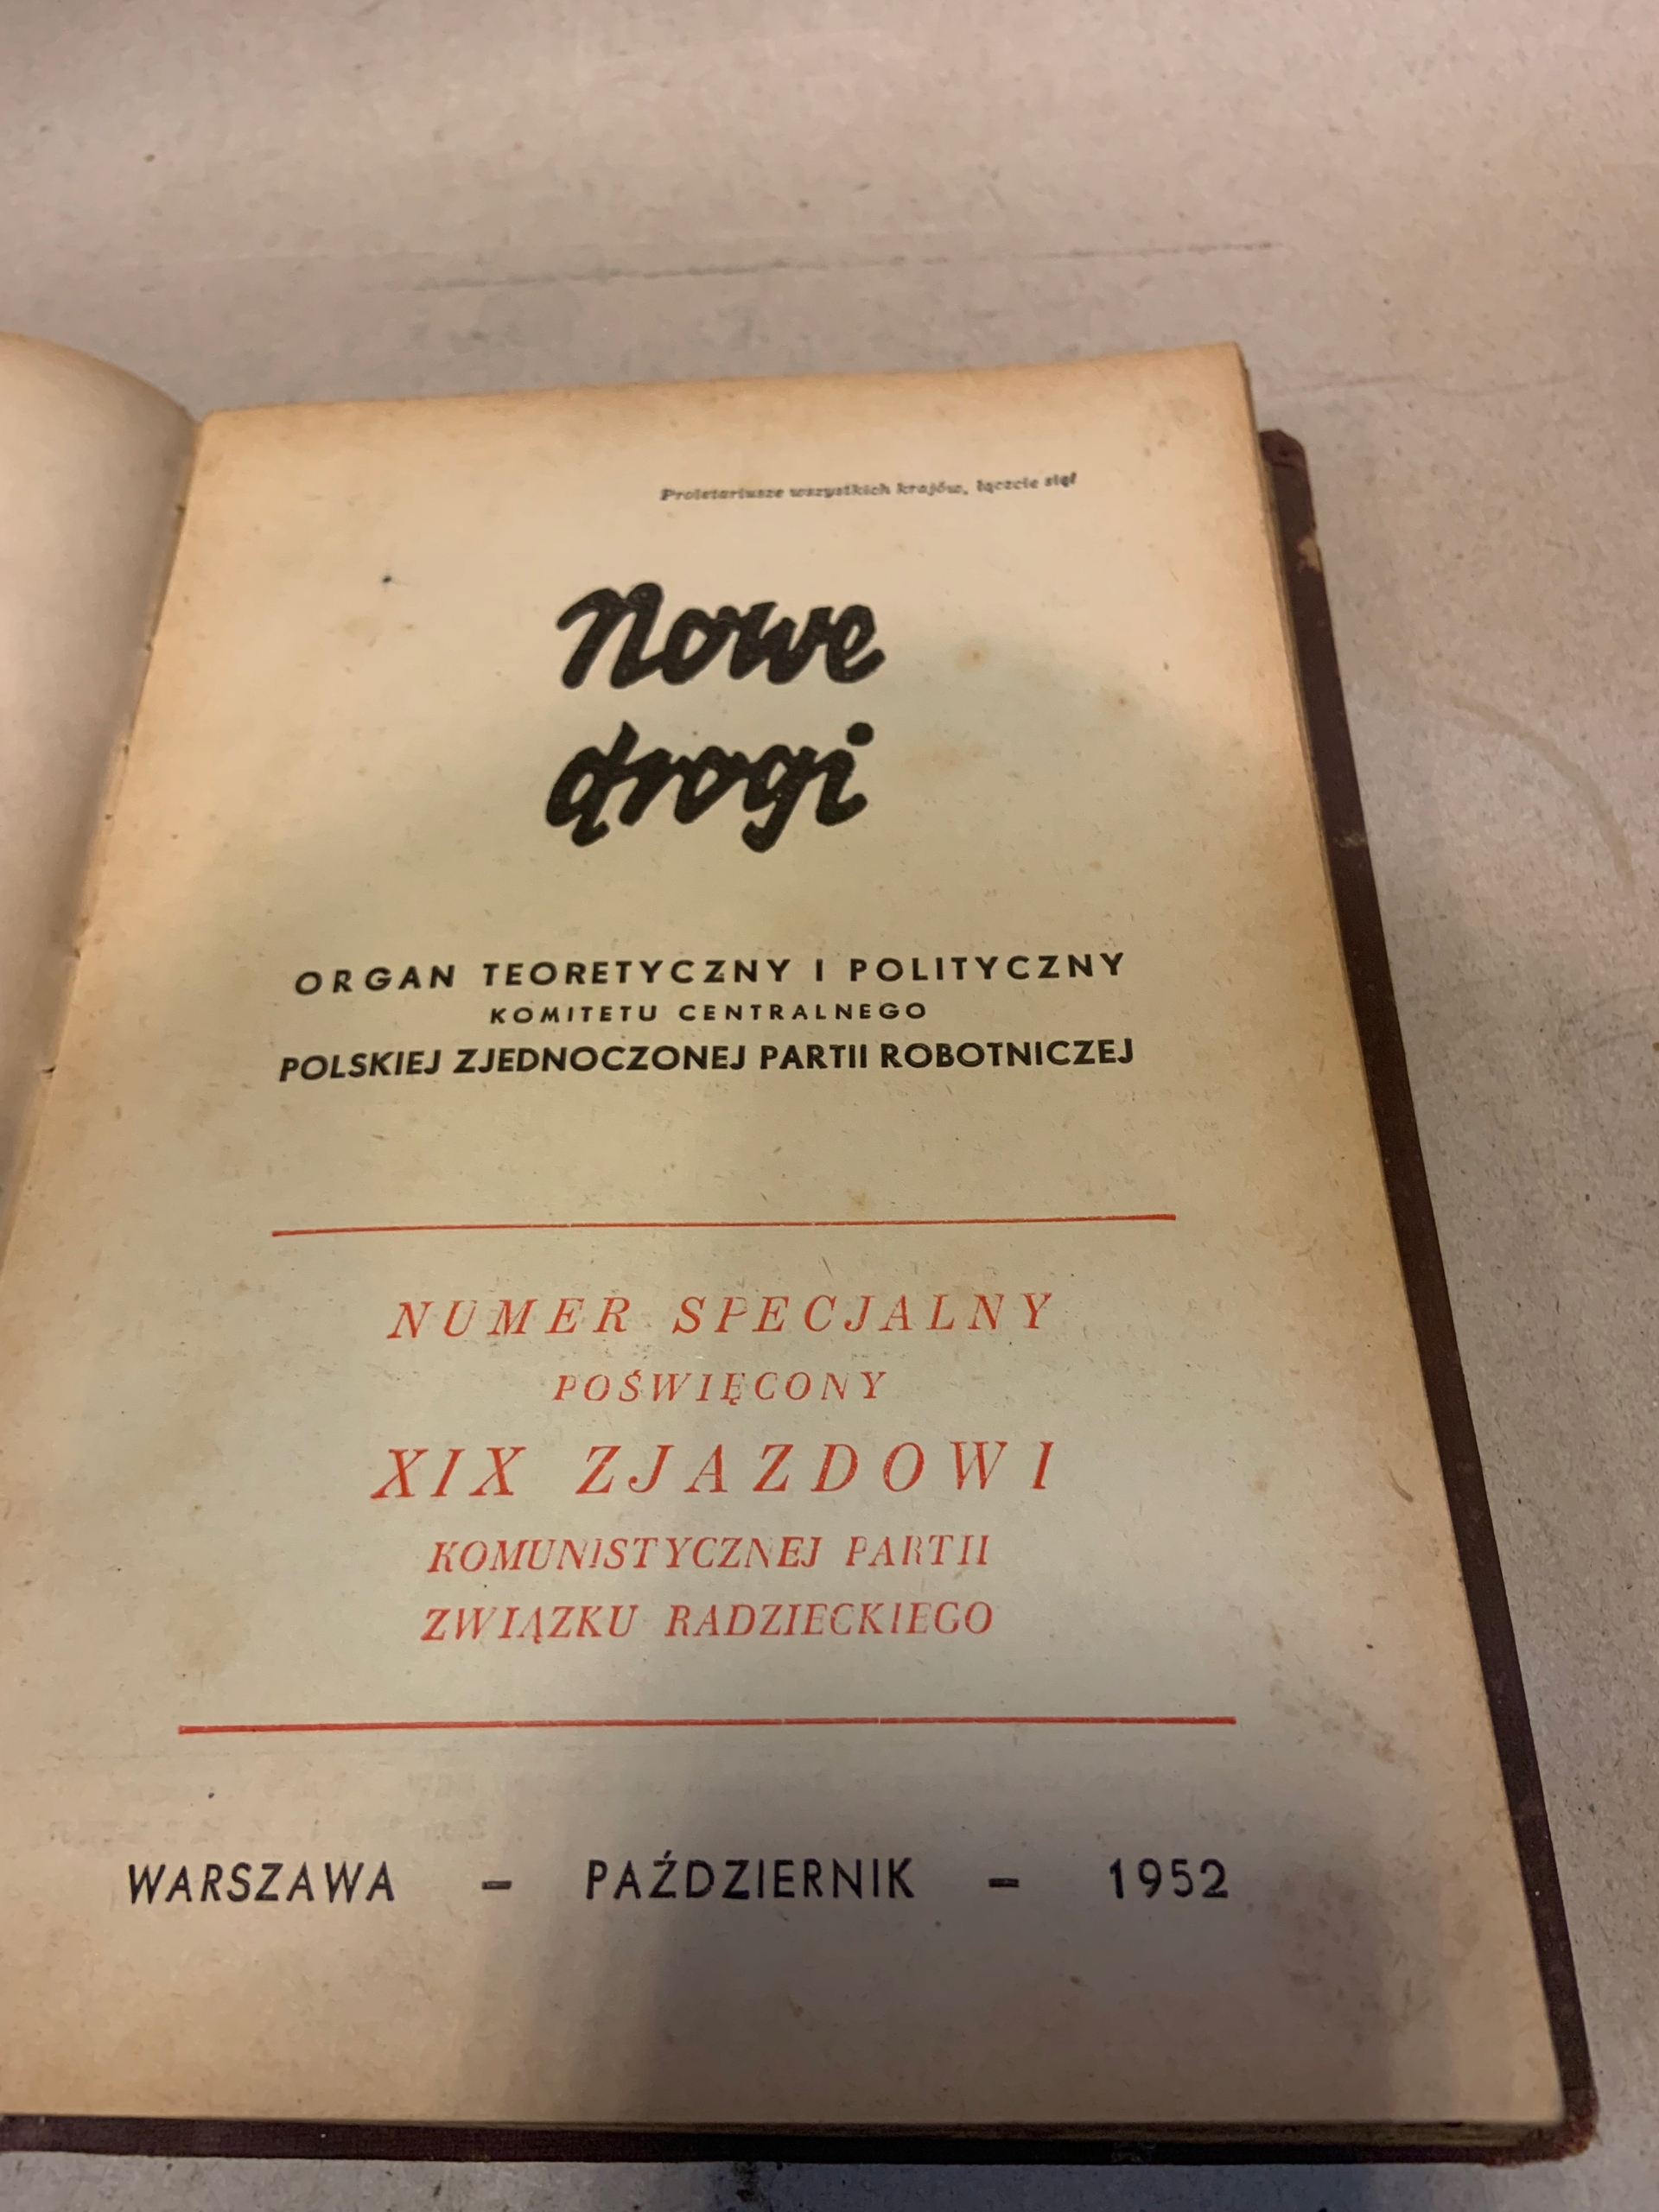 Proletariusze wszystkich krajów, łączcie się!
Nowe
drogi
ORGAN TEORETYCZNY I POLITYCZNY
KOMITETU CENTRALNEGO
POLSKIEJ ZJEDNOCZONEJ PARTII ROBOTNICZEJ
NUMER SPECJALNY
POŚWIĘCONY
XIX ZJAZDOWI
KOMUNISTYCZNEJ PARTII
ZWIĄZKU RADZIECKIEGO
WARSZAWA – PAŹDZIERNIK – 1952